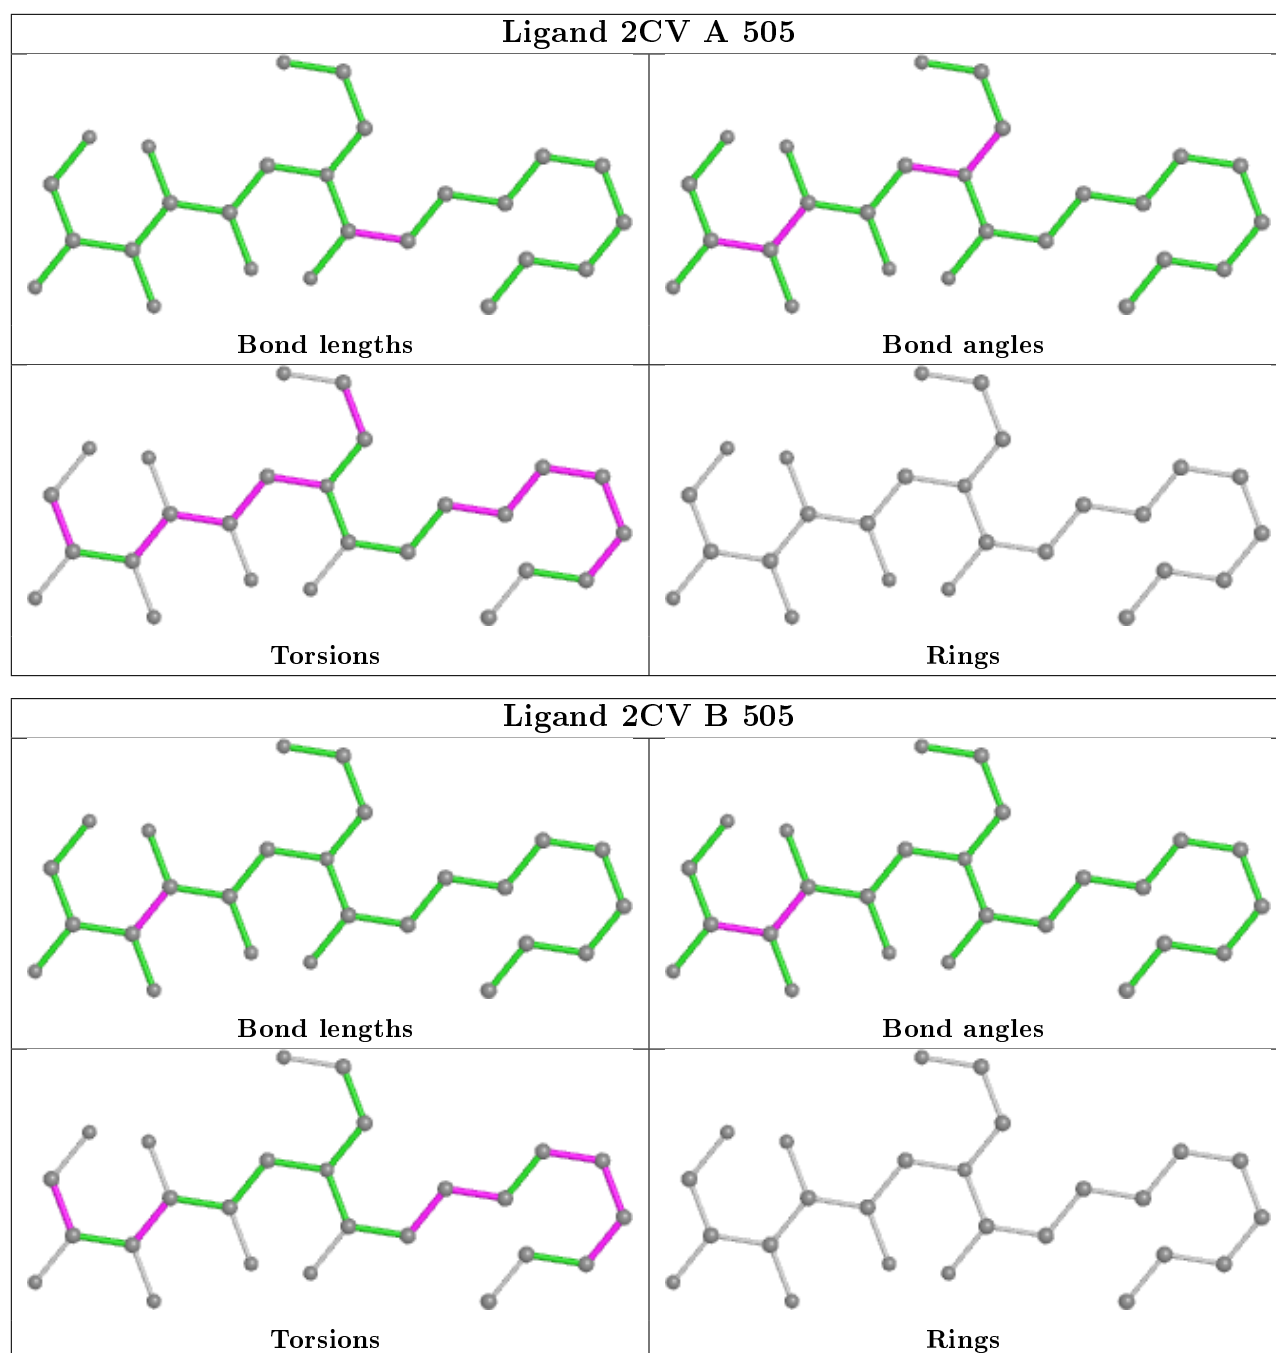 Ligand 2CV A 505
Bond lengths
Bond angles
Torsions
Rings
Ligand 2CV B 505
Bond lengths
Bond angles
Torsions
Rings